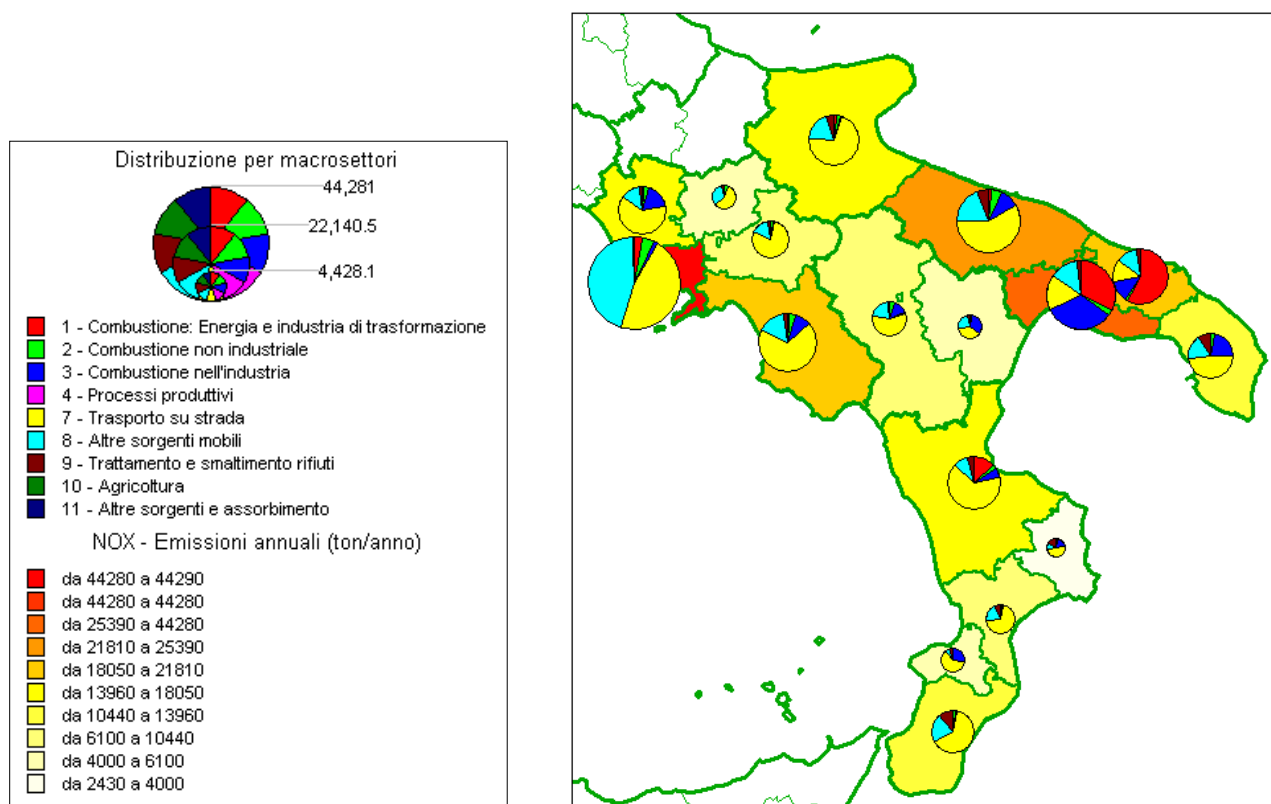 Distribuzione per macrosettori
44,281
22,140.5
4,428.1
1 - Combustione: Energia e industria di trasformazione
2 - Combustione non industriale
3 - Combustione nell'industria
4 - Processi produttivi
7 - Trasporto su strada
8 - Altre sorgenti mobili
9 - Trattamento e smaltimento rifiuti
10 - Agricoltura
11 - Altre sorgenti e assorbimento
NOX - Emissioni annuali (ton/anno)
da 44280 a 44290
da 44280 a 44280
da 25390 a 44280
da 21810 a 25390
da 18050 a 21810
da 13960 a 18050
da 10440 a 13960
da 6100 a 10440
da 4000 a 6100
da 2430 a 4000